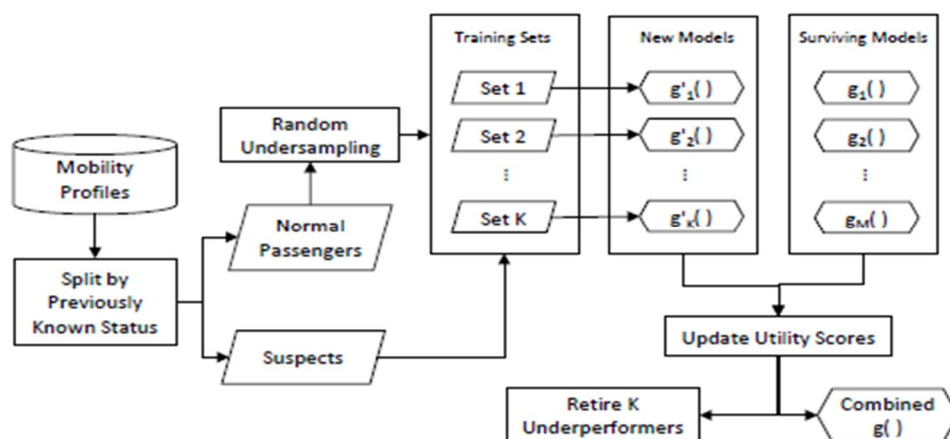 Mobility
Profiles
Split by
Previously
Known Status
Random
Undersampling
Normal
Passengers
Suspects
Training Sets
Set 1
Set 2
⋮
Set K
New Models
g'₁( )
g'₂( )
⋮
g'ₖ( )
Surviving Models
g₁( )
g₂( )
⋮
g_M( )
Update Utility Scores
Retire K
Underperformers
Combined
g( )